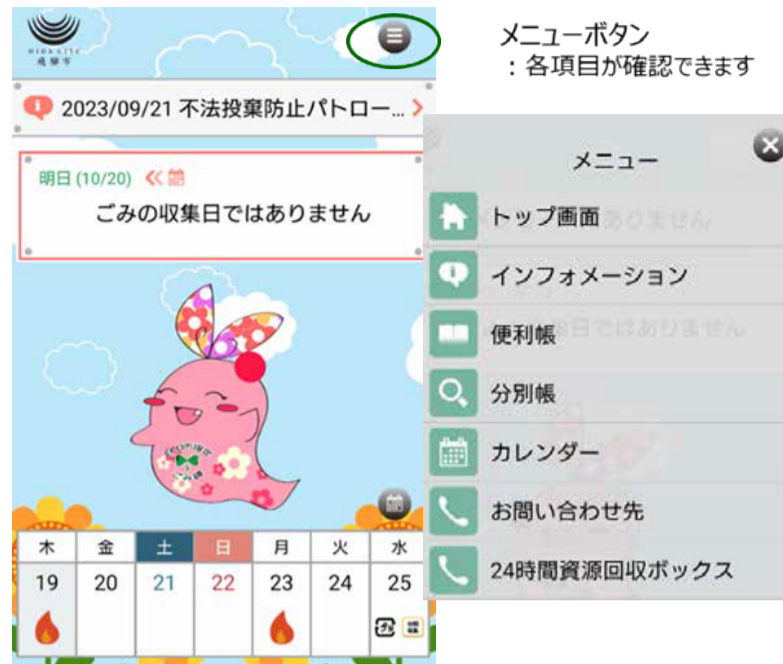 HIDA CITY
飛騨市
メニューボタン
：各項目が確認できます
2023/09/21 不法投棄防止パトロー...
明日 (10/20)
ごみの収集日ではありません
木 金 土 日 月 火 水
19 20 21 22 23 24 25
メニュー
トップ画面
インフォメーション
便利帳
分別帳
カレンダー
お問い合わせ先
24時間資源回収ボックス